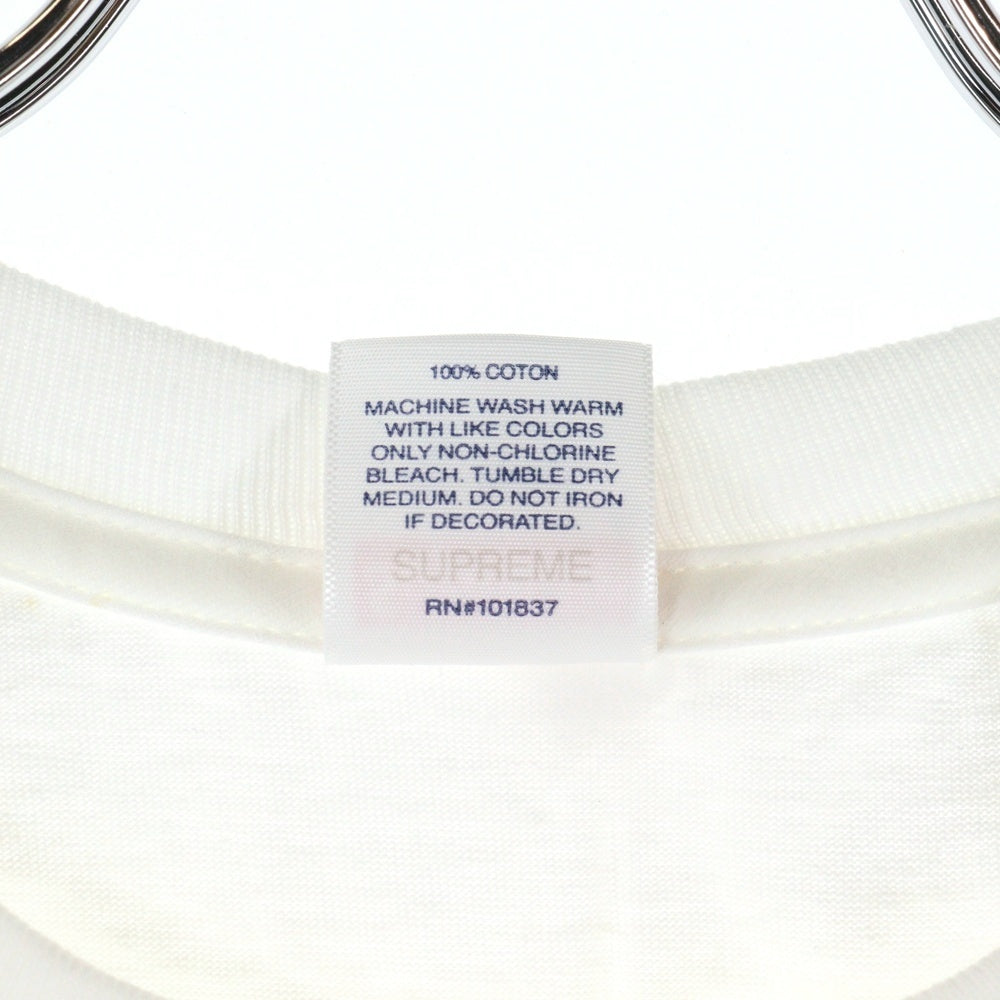 100% COTON
MACHINE WASH WARM
WITH LIKE COLORS
ONLY NON-CHLORINE
BLEACH. TUMBLE DRY
MEDIUM. DO NOT IRON
IF DECORATED.
SUPREME
RN#101837